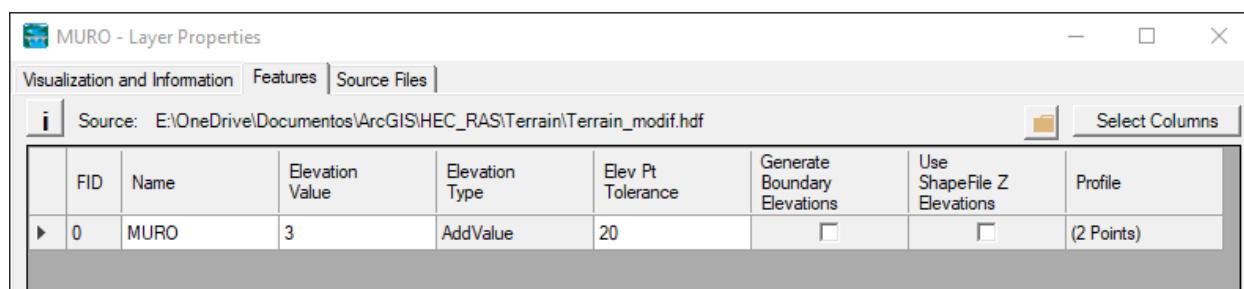 MURO - Layer Properties
Visualization and Information Features Source Files
i Source: E:\OneDrive\Documentos\ArcGIS\HEC_RAS\Terrain\Terrain_modif.hdf Select Columns
FID Name Elevation Value Elevation Type Elev Pt Tolerance Generate Boundary Elevations Use ShapeFile Z Elevations Profile
0 MURO 3 AddValue 20 (2 Points)